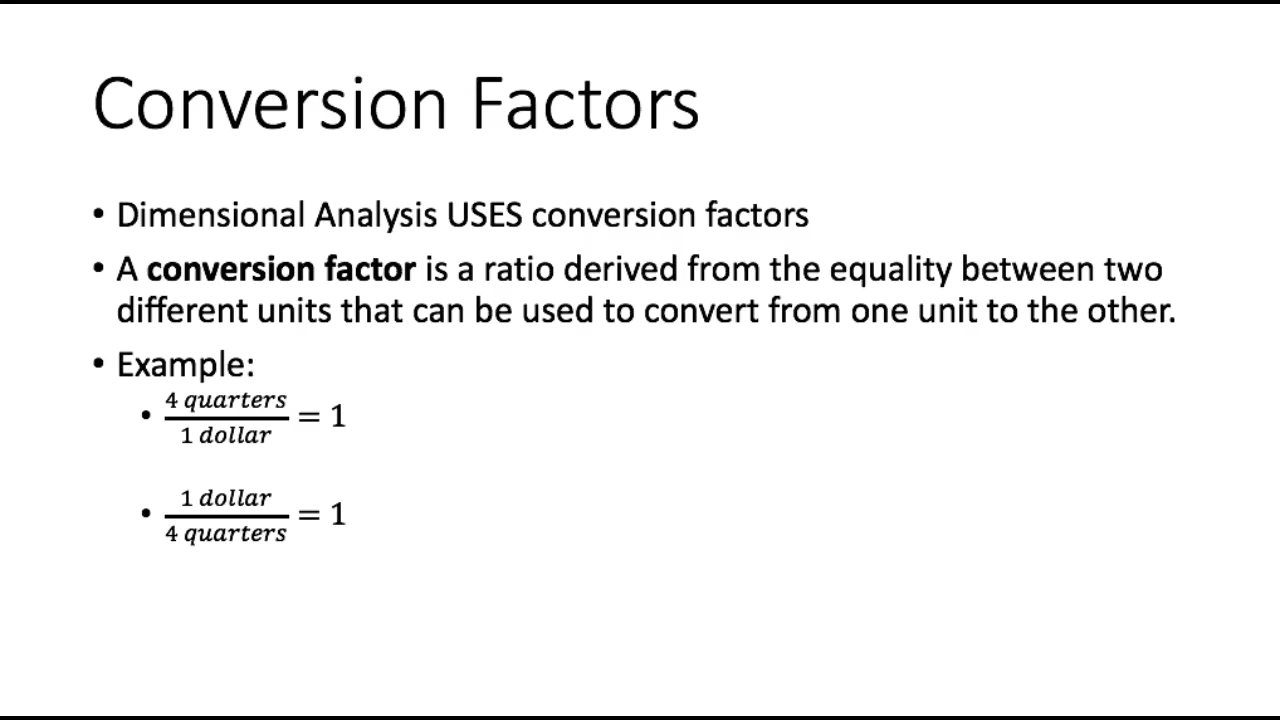 Conversion Factors
• Dimensional Analysis USES conversion factors
• A conversion factor is a ratio derived from the equality between two
different units that can be used to convert from one unit to the other.
• Example:
• 4 quarters / 1 dollar = 1
• 1 dollar / 4 quarters = 1